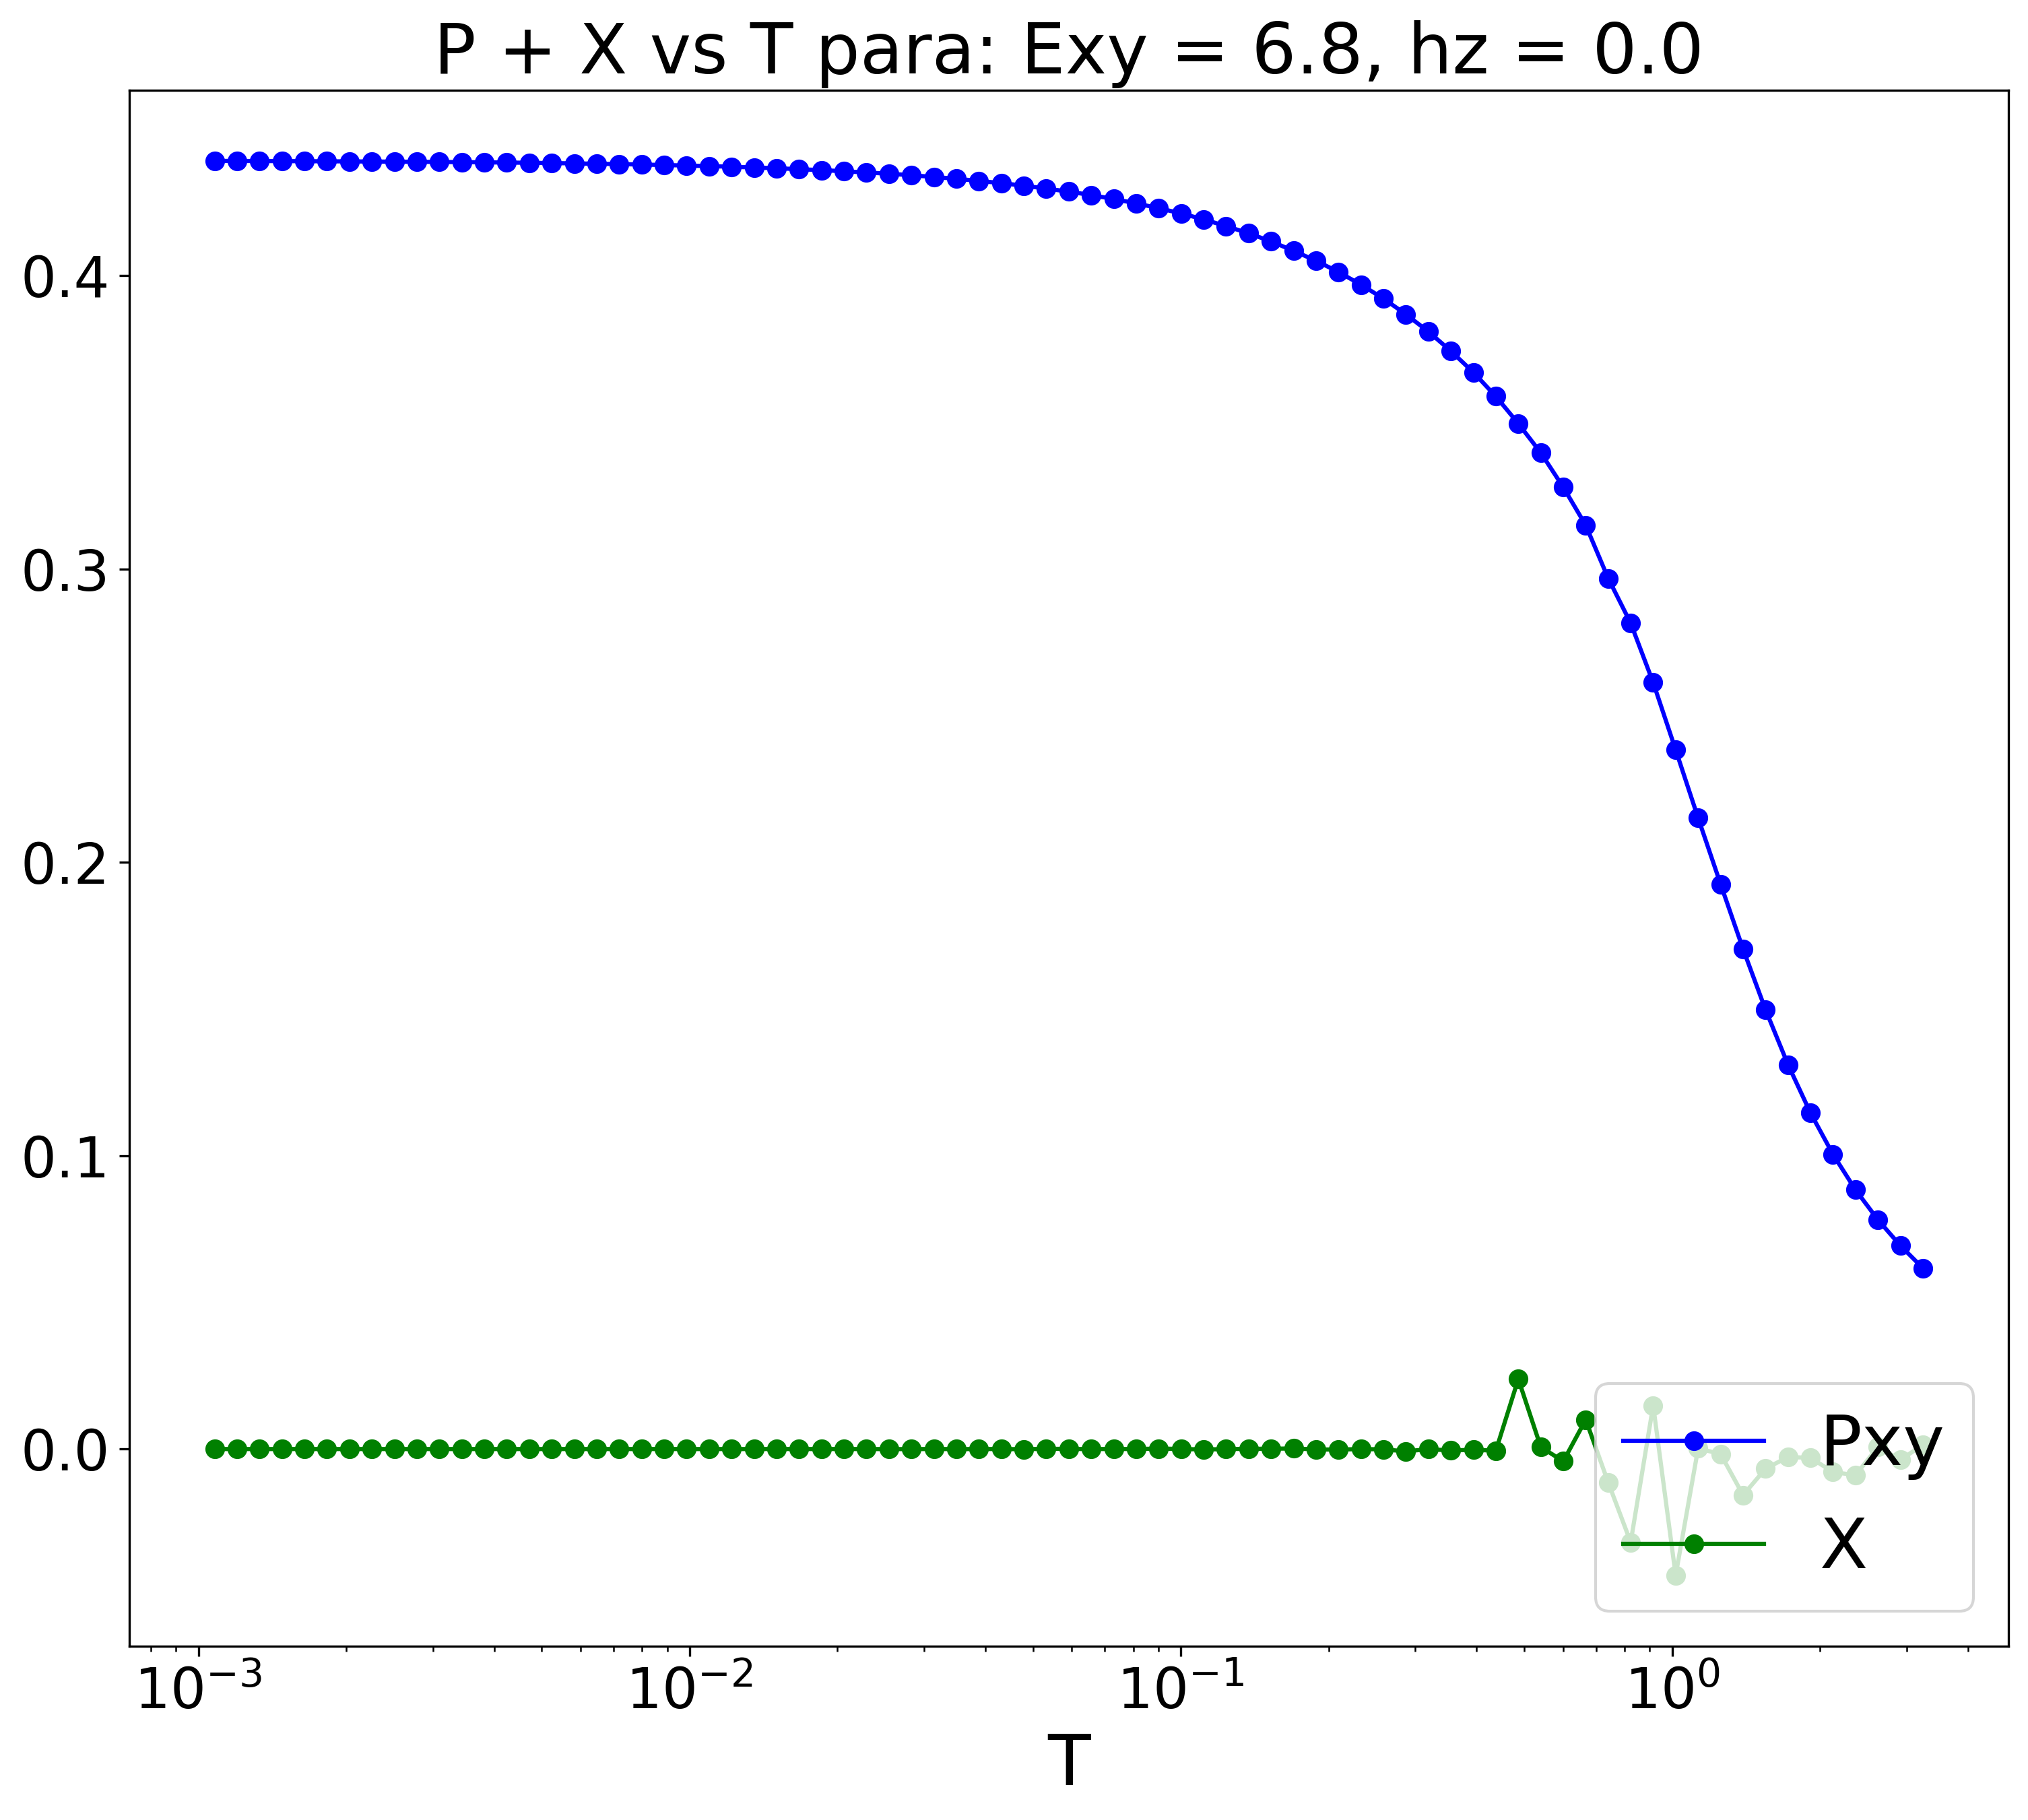 P + X vs T para: Exy = 6.8, hz = 0.0
0.4
0.3
0.2
0.1
0.0
Pxy
X
10⁻³ 10⁻² 10⁻¹ 10⁰
T